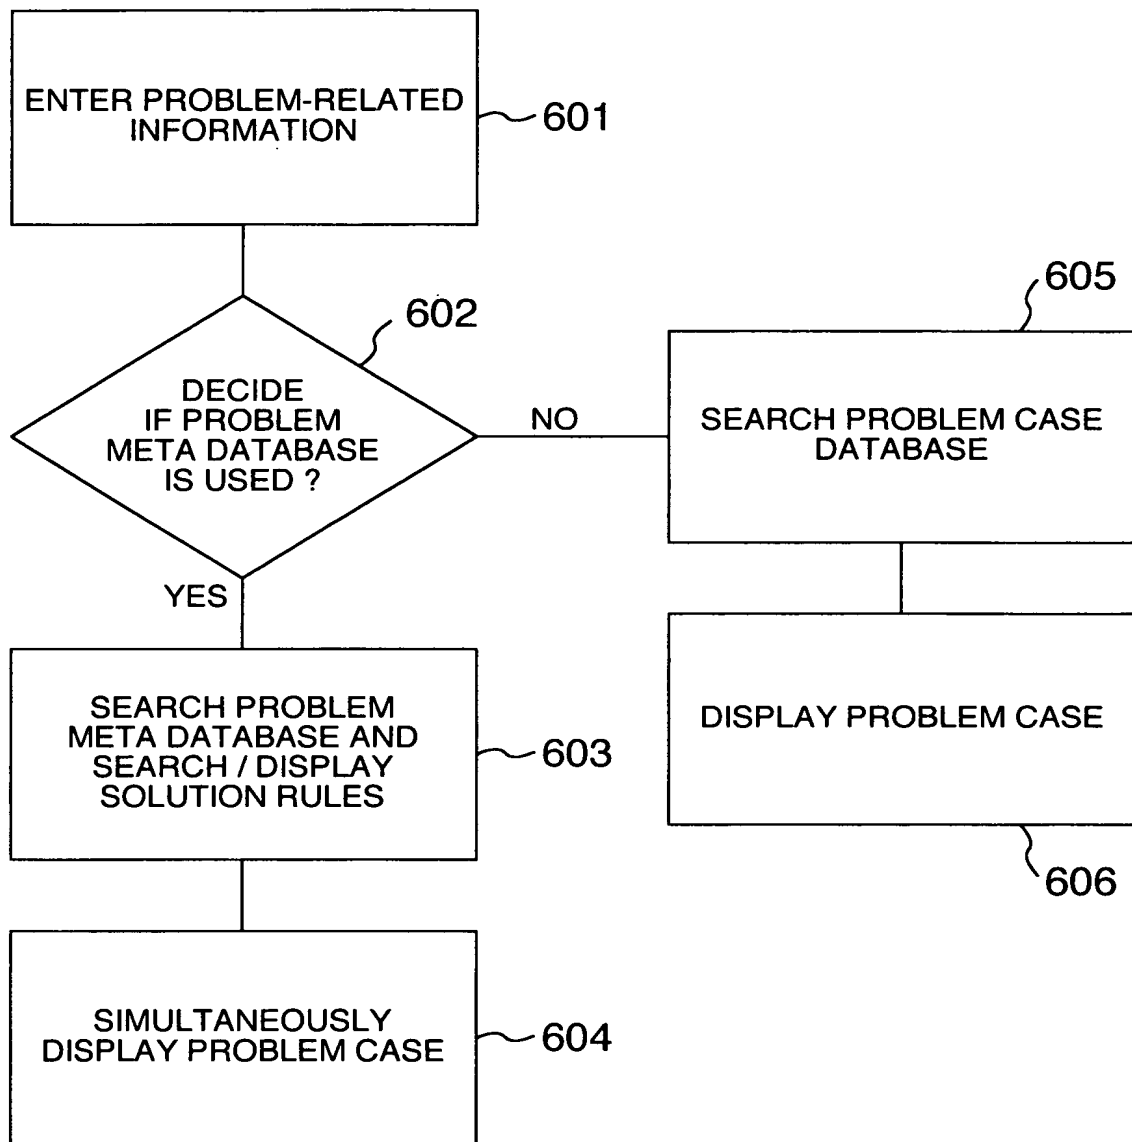 ENTER PROBLEM-RELATED
INFORMATION
601
602
DECIDE
IF PROBLEM
META DATABASE
IS USED ?
NO
YES
605
SEARCH PROBLEM CASE
DATABASE
DISPLAY PROBLEM CASE
606
SEARCH PROBLEM
META DATABASE AND
SEARCH / DISPLAY
SOLUTION RULES
603
SIMULTANEOUSLY
DISPLAY PROBLEM CASE
604